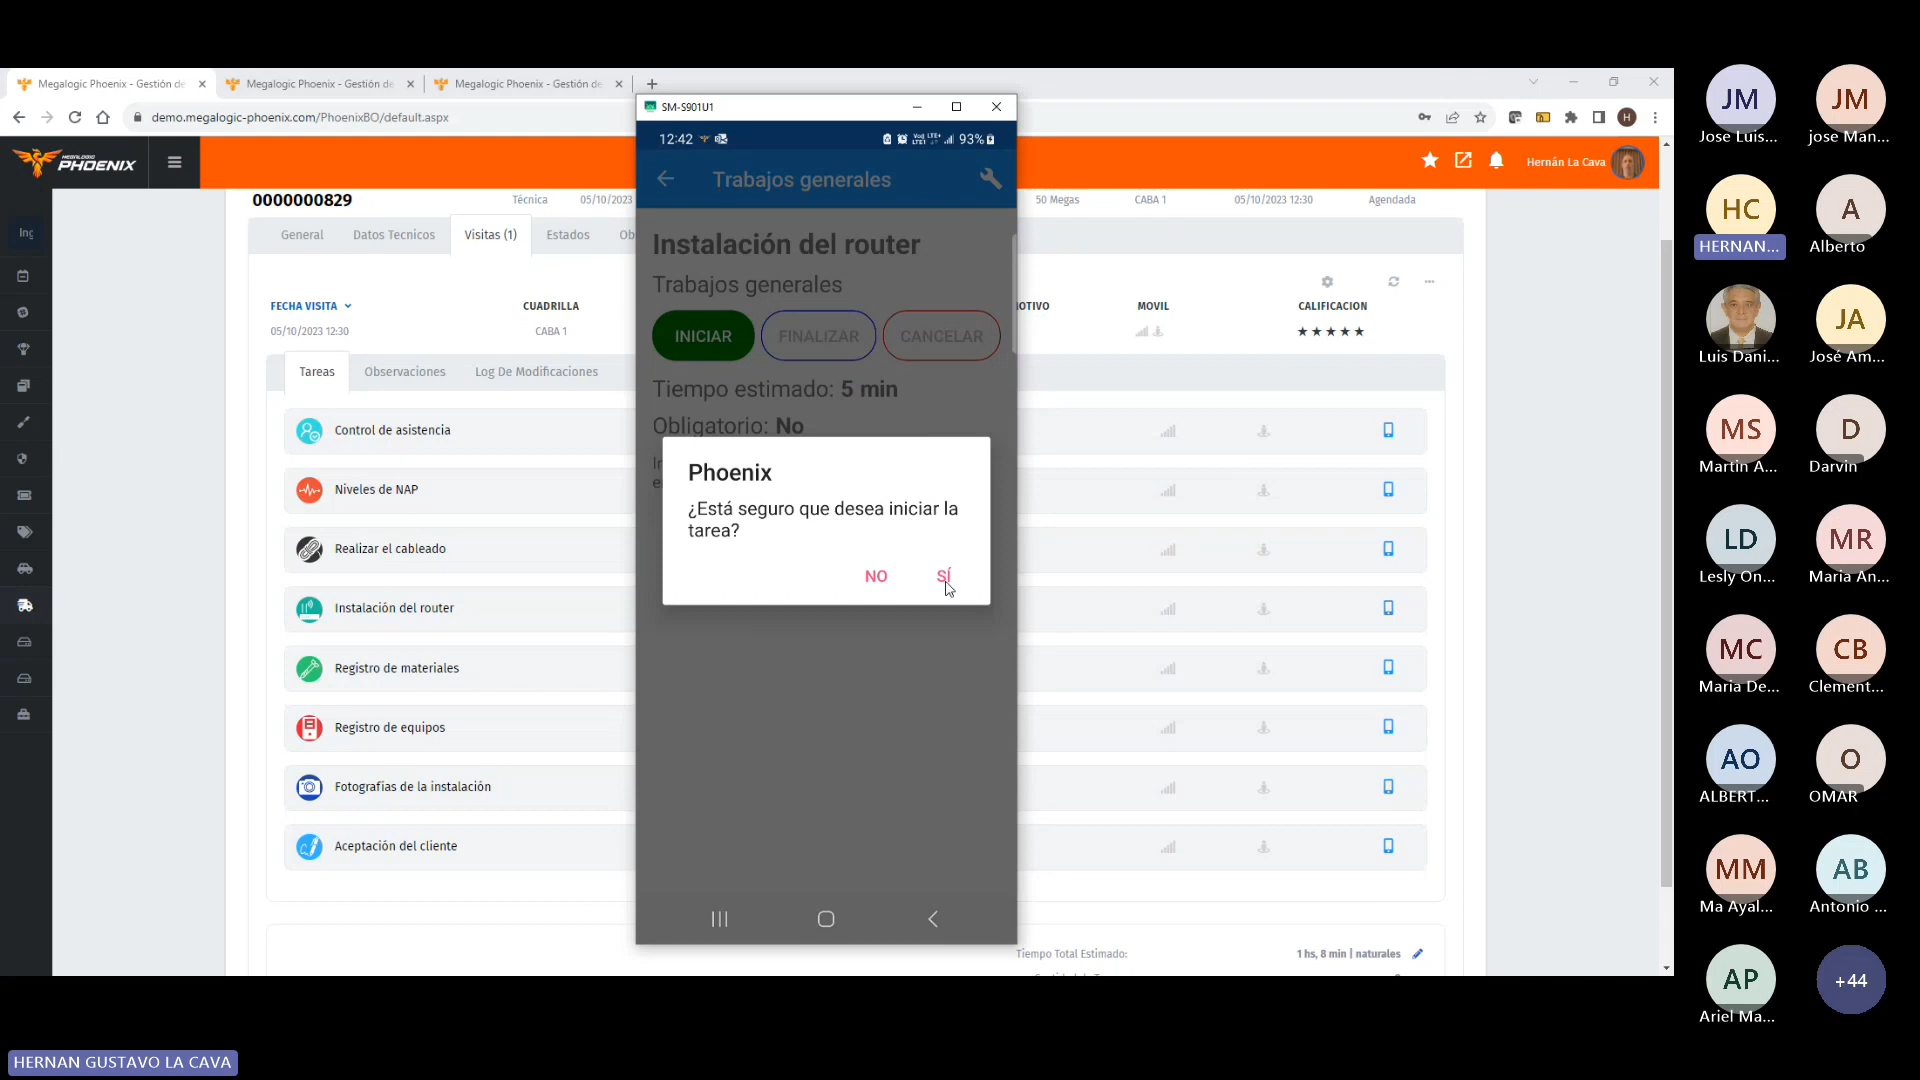 Megalogic Phoenix - Gestión de
Megalogic Phoenix - Gestión de
Megalogic Phoenix - Gestión de
demo.megalogic-phoenix.com/PhoenixBO/default.aspx
H
MEGALOGIC
PHOENIX
Hernán La Cava
0000000829
Técnica
05/10/2023
50 Megas
CABA 1
05/10/2023 12:30
Agendada
Ing
General
Datos Tecnicos
Visitas (1)
Estados
Ob
FECHA VISITA
CUADRILLA
IOTIVO
MOVIL
CALIFICACION
05/10/2023 12:30
CABA 1
★★★★★
Tareas
Observaciones
Log De Modificaciones
Control de asistencia
Niveles de NAP
Realizar el cableado
Instalación del router
Registro de materiales
Registro de equipos
Fotografías de la instalación
Aceptación del cliente
Tiempo Total Estimado:
1 hs, 8 min | naturales
SM-S901U1
12:42
93%
Trabajos generales
Instalación del router
Trabajos generales
INICIAR
FINALIZAR
CANCELAR
Tiempo estimado: 5 min
Obligatorio: No
Phoenix
¿Está seguro que desea iniciar la
tarea?
NO
SÍ
JM
Jose Luis...
JM
jose Man...
HC
HERNAN...
A
Alberto
Luis Dani...
JA
José Am...
MS
Martin A...
D
Darvin
LD
Lesly On...
MR
Maria An...
MC
Maria De...
CB
Clement...
AO
ALBERT...
O
OMAR
MM
Ma Ayal...
AB
Antonio ...
AP
Ariel Ma...
+44
HERNAN GUSTAVO LA CAVA